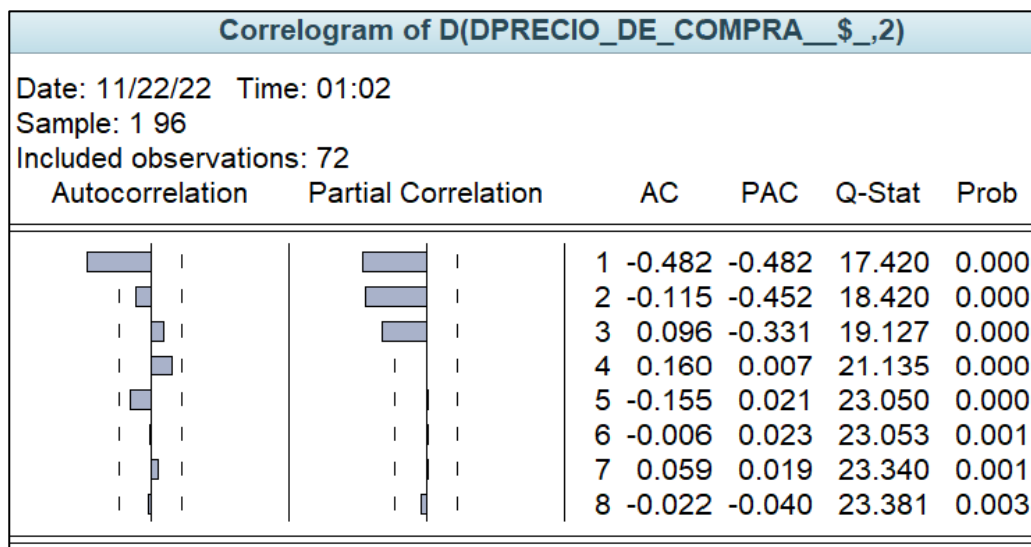 Correlogram of D(DPRECIO_DE_COMPRA__$_,2)
Date: 11/22/22 Time: 01:02
Sample: 1 96
Included observations: 72
Autocorrelation Partial Correlation AC PAC Q-Stat Prob
1 -0.482 -0.482 17.420 0.000
2 -0.115 -0.452 18.420 0.000
3 0.096 -0.331 19.127 0.000
4 0.160 0.007 21.135 0.000
5 -0.155 0.021 23.050 0.000
6 -0.006 0.023 23.053 0.001
7 0.059 0.019 23.340 0.001
8 -0.022 -0.040 23.381 0.003